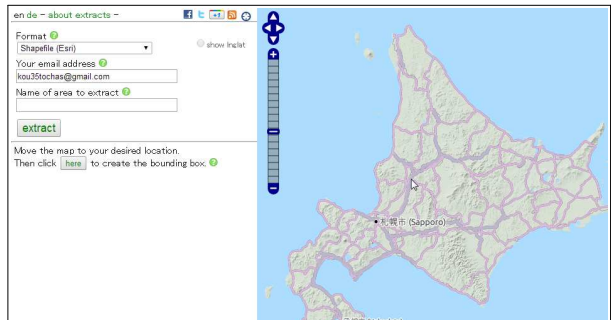 en de - about extracts -
Format
Shapefile (Esri)
show lnglat
Your email address
kou35tochas@gmail.com
Name of area to extract
extract
Move the map to your desired location.
Then click here to create the bounding box.
札幌市 (Sapporo)